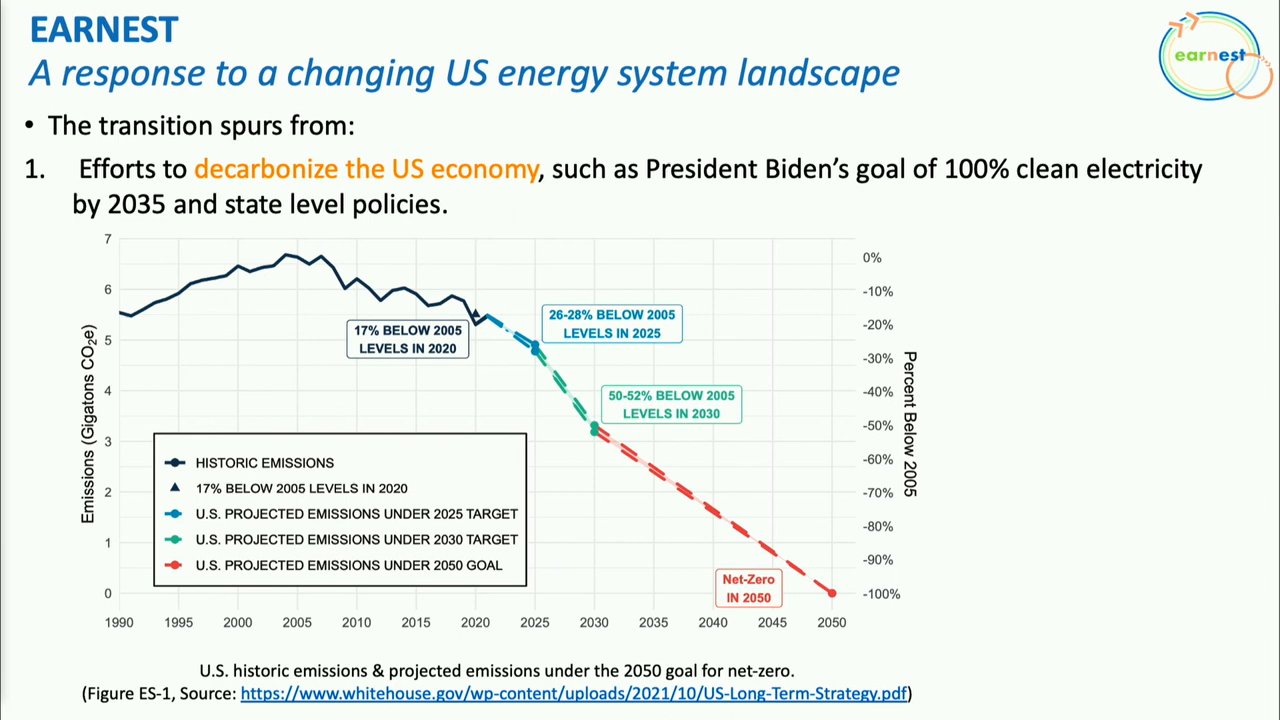 EARNEST
A response to a changing US energy system landscape
earnest
• The transition spurs from:
1. Efforts to decarbonize the US economy, such as President Biden's goal of 100% clean electricity
by 2035 and state level policies.
7
6
5
4
3
2
1
0
Emissions (Gigatons CO₂e)
0%
-10%
-20%
-30%
-40%
-50%
-60%
-70%
-80%
-90%
-100%
Percent Below 2005
17% BELOW 2005
LEVELS IN 2020
26-28% BELOW 2005
LEVELS IN 2025
50-52% BELOW 2005
LEVELS IN 2030
Net-Zero
IN 2050
HISTORIC EMISSIONS
17% BELOW 2005 LEVELS IN 2020
U.S. PROJECTED EMISSIONS UNDER 2025 TARGET
U.S. PROJECTED EMISSIONS UNDER 2030 TARGET
U.S. PROJECTED EMISSIONS UNDER 2050 GOAL
1990 1995 2000 2005 2010 2015 2020 2025 2030 2035 2040 2045 2050
U.S. historic emissions & projected emissions under the 2050 goal for net-zero.
(Figure ES-1, Source: https://www.whitehouse.gov/wp-content/uploads/2021/10/US-Long-Term-Strategy.pdf)